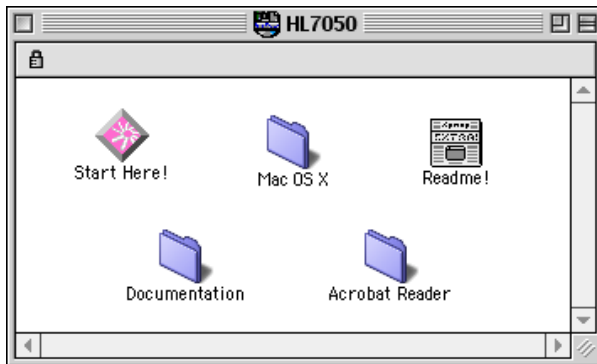 HL7050
Start Here!
Mac OS X
Readme!
Documentation
Acrobat Reader